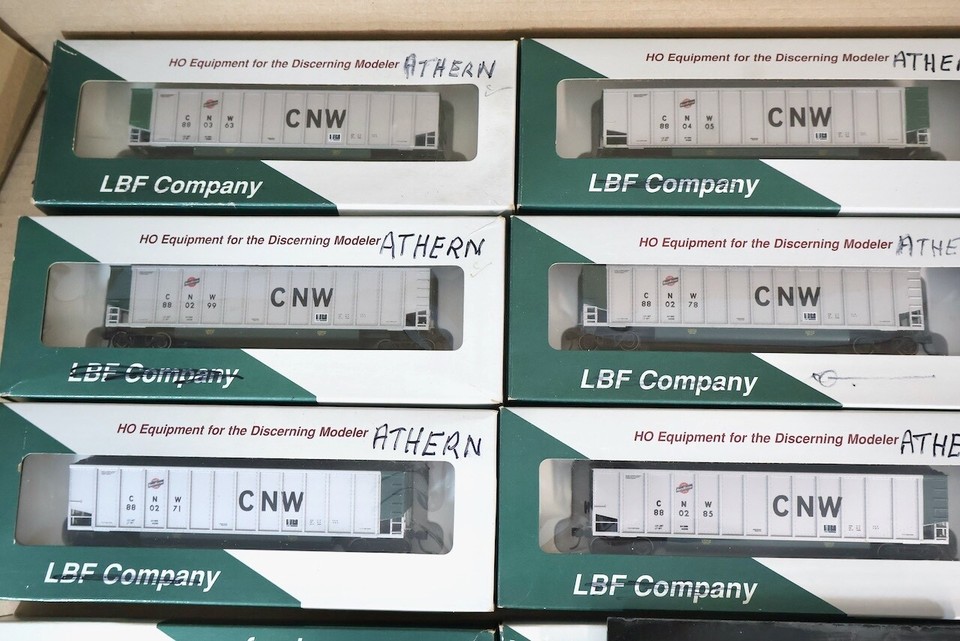 HO Equipment for the Discerning Modeler ATHERN
C N W
88 03 63
CNW
LBF Company
HO Equipment for the Discerning Modeler ATHE
C N W
88 04 05
CNW
LBF Company
HO Equipment for the Discerning Modeler ATHERN
C N W
88 02 99
CNW
LBF Company
HO Equipment for the Discerning Modeler ATHE
C N W
88 02 78
CNW
LBF Company
HO Equipment for the Discerning Modeler ATHERN
C N W
88 02 71
CNW
LBF Company
HO Equipment for the Discerning Modeler ATHE
C N W
88 02 85
CNW
LBF Company